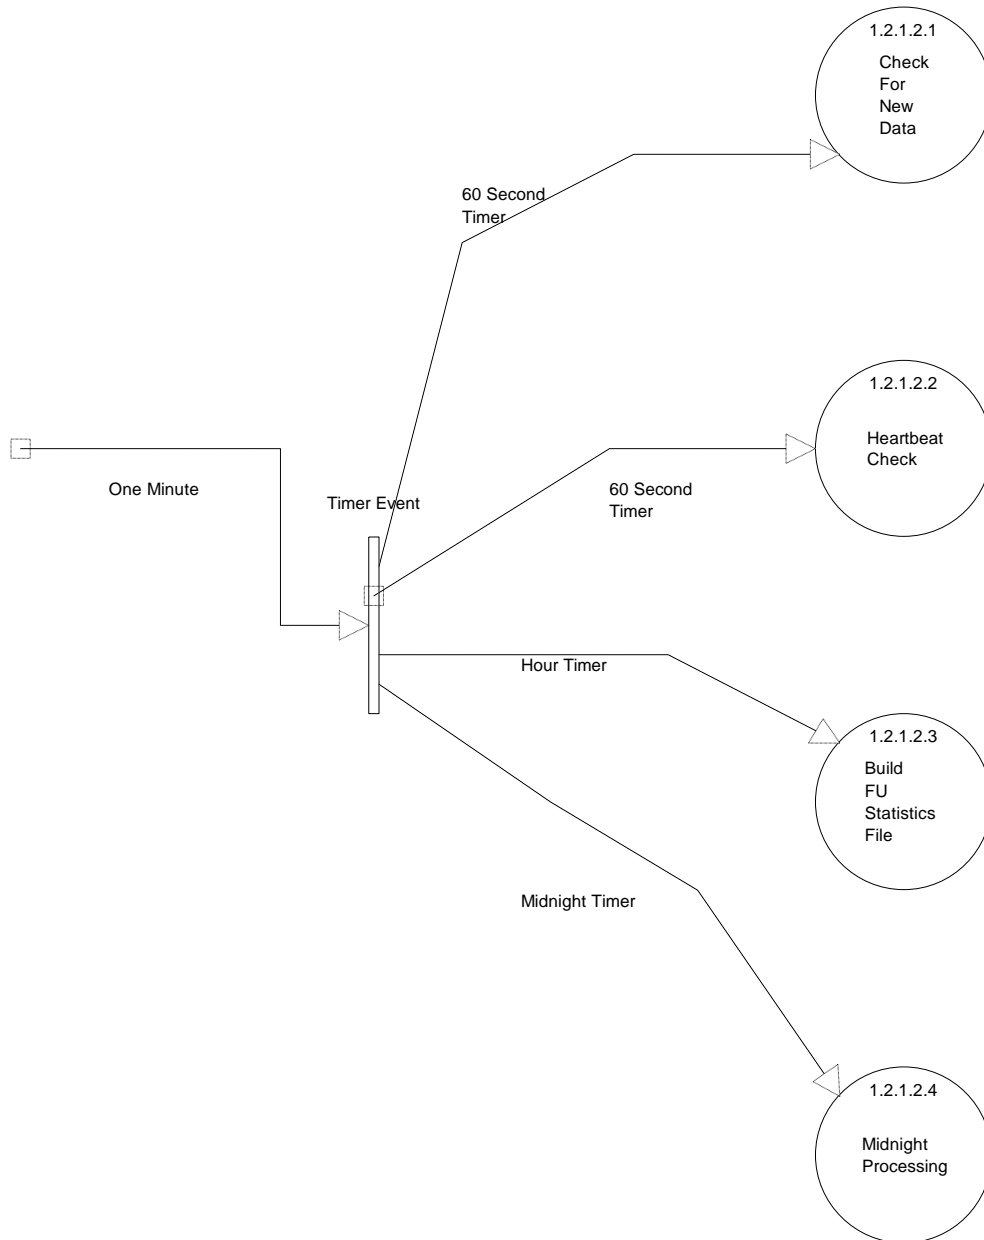 1.2.1.2.1
Check
For
New
Data
60 Second
Timer
1.2.1.2.2
Heartbeat
Check
One Minute
60 Second
Timer
Timer Event
Hour Timer
1.2.1.2.3
Build
FU
Statistics
File
Midnight Timer
1.2.1.2.4
Midnight
Processing